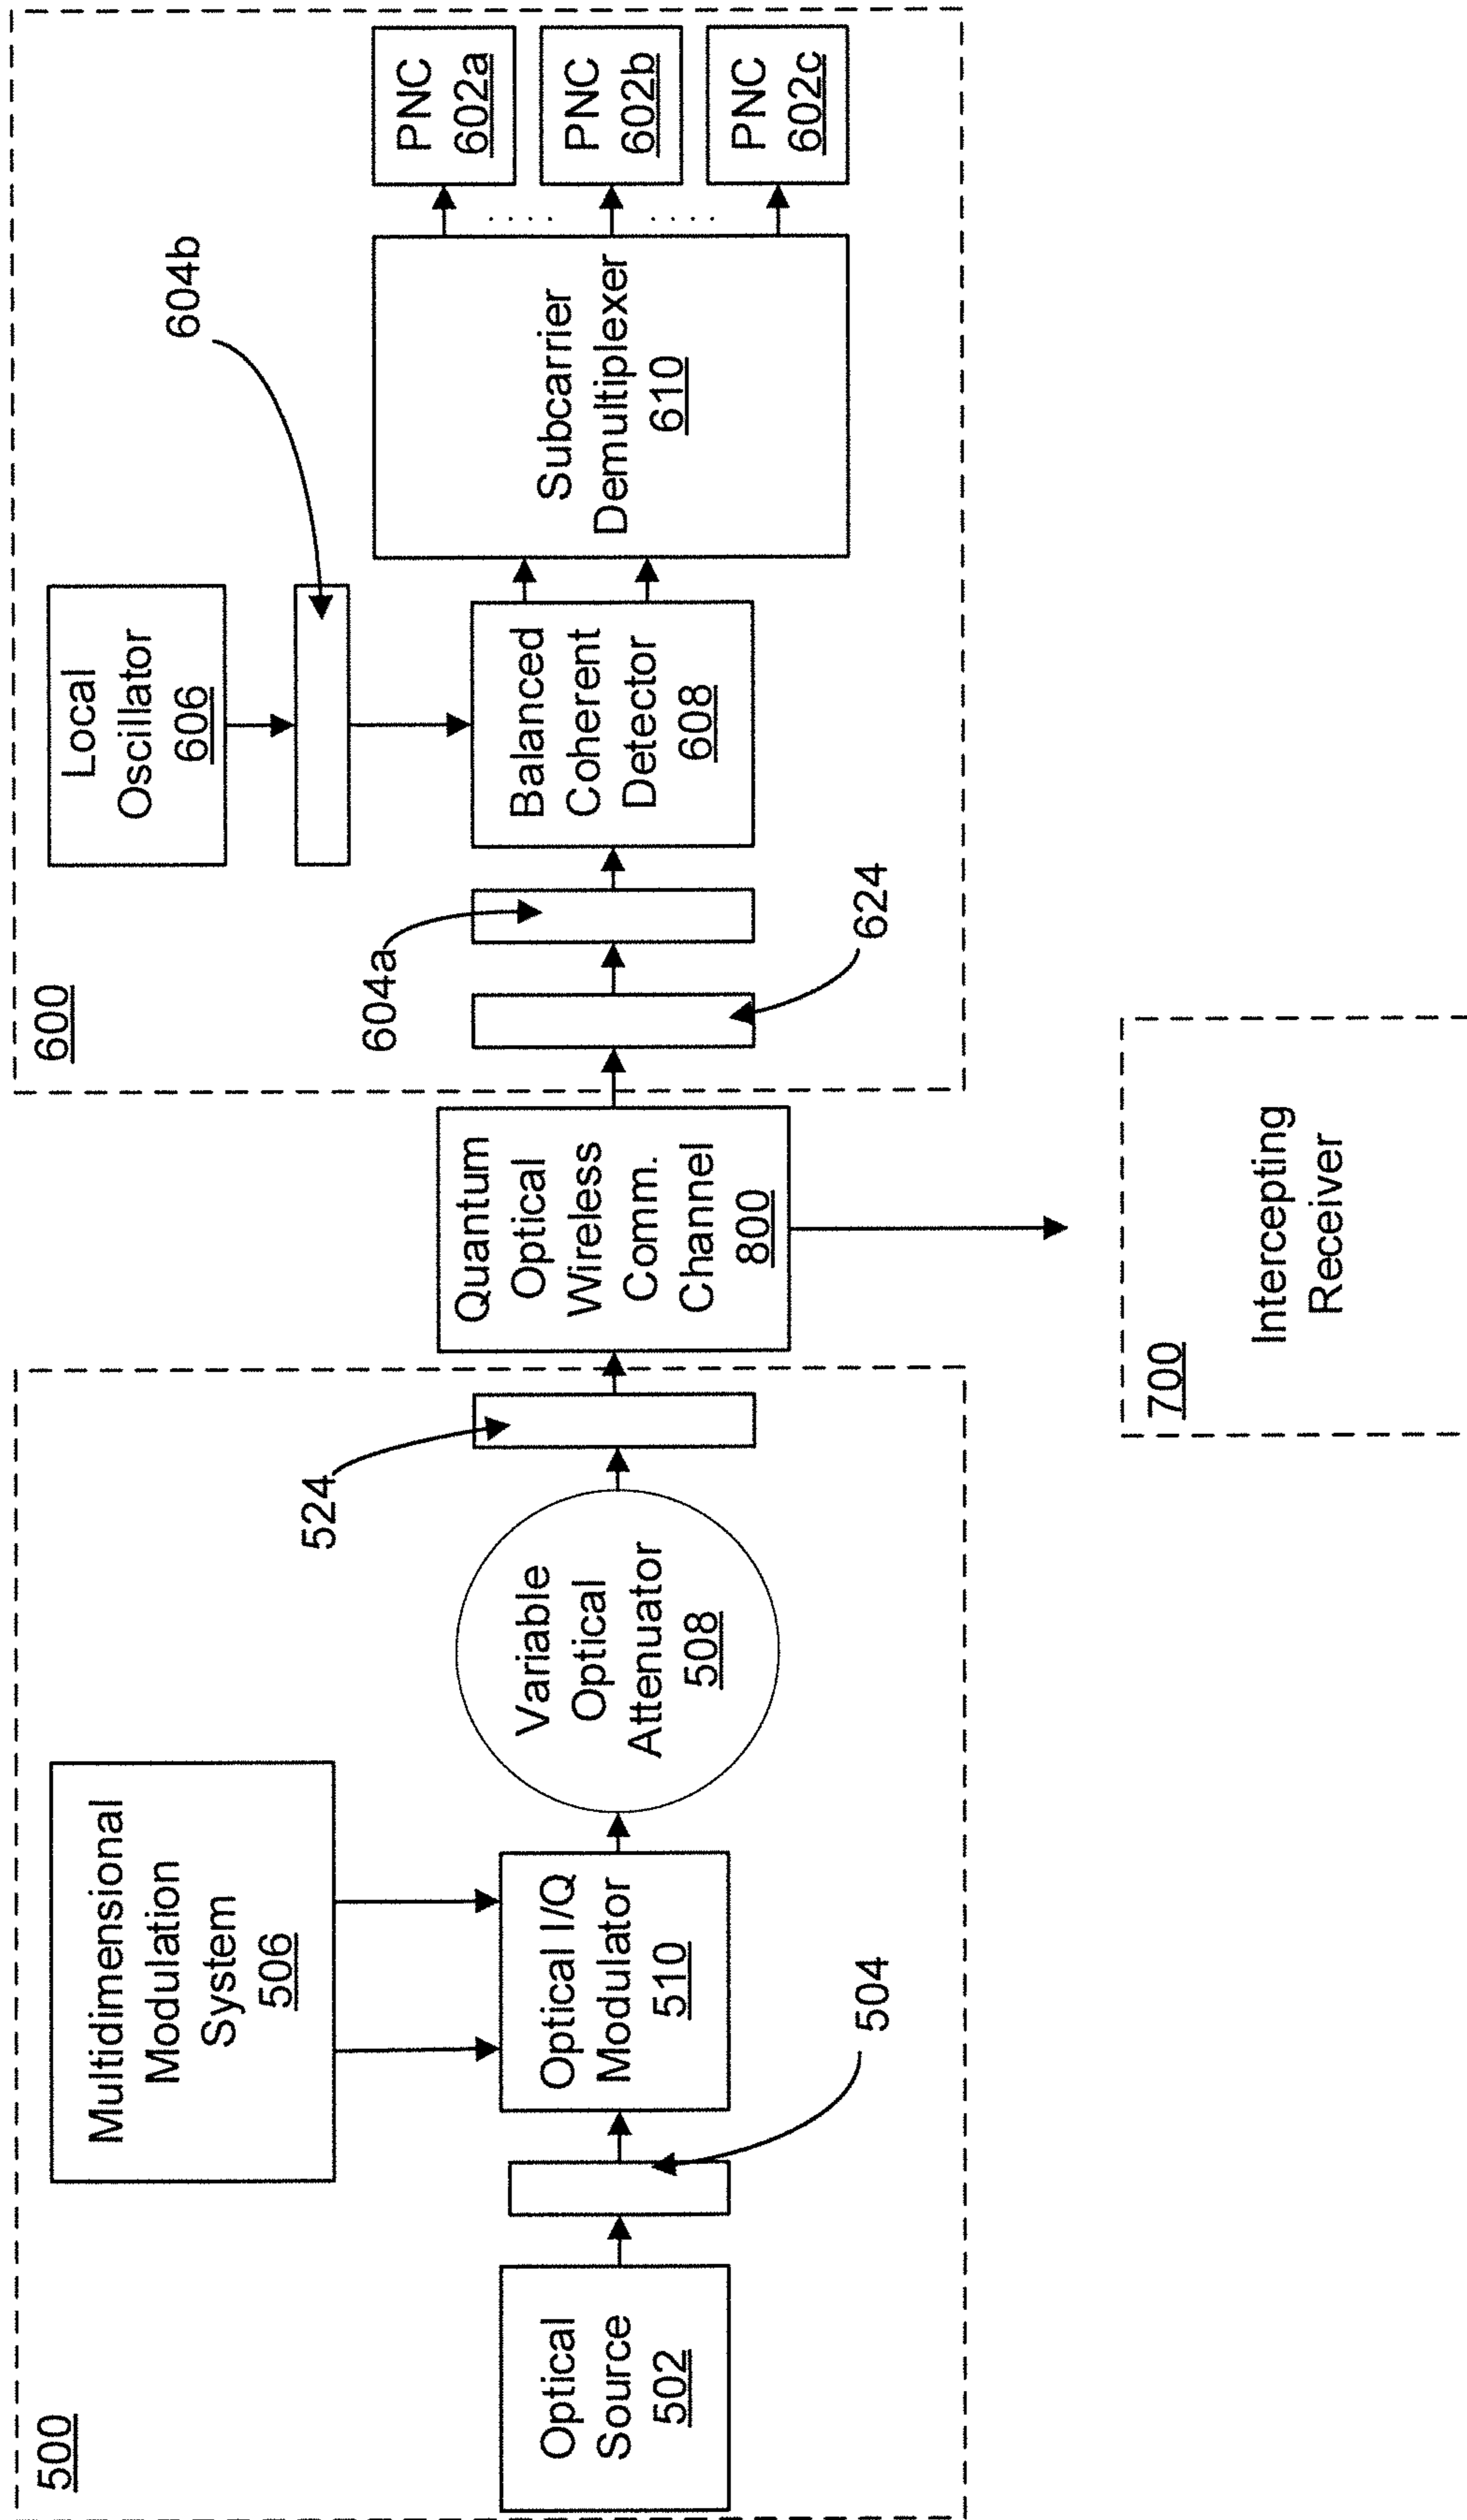 500
Optical
Source
502
504
Multidimensional
Modulation
System
506
Optical I/Q
Modulator
510
Variable
Optical
Attenuator
508
524
Quantum
Optical
Wireless
Comm.
Channel
800
700
Intercepting
Receiver
600
624
604a
Local
Oscillator
606
604b
Balanced
Coherent
Detector
608
Subcarrier
Demultiplexer
610
PNC
602a
PNC
602b
PNC
602c